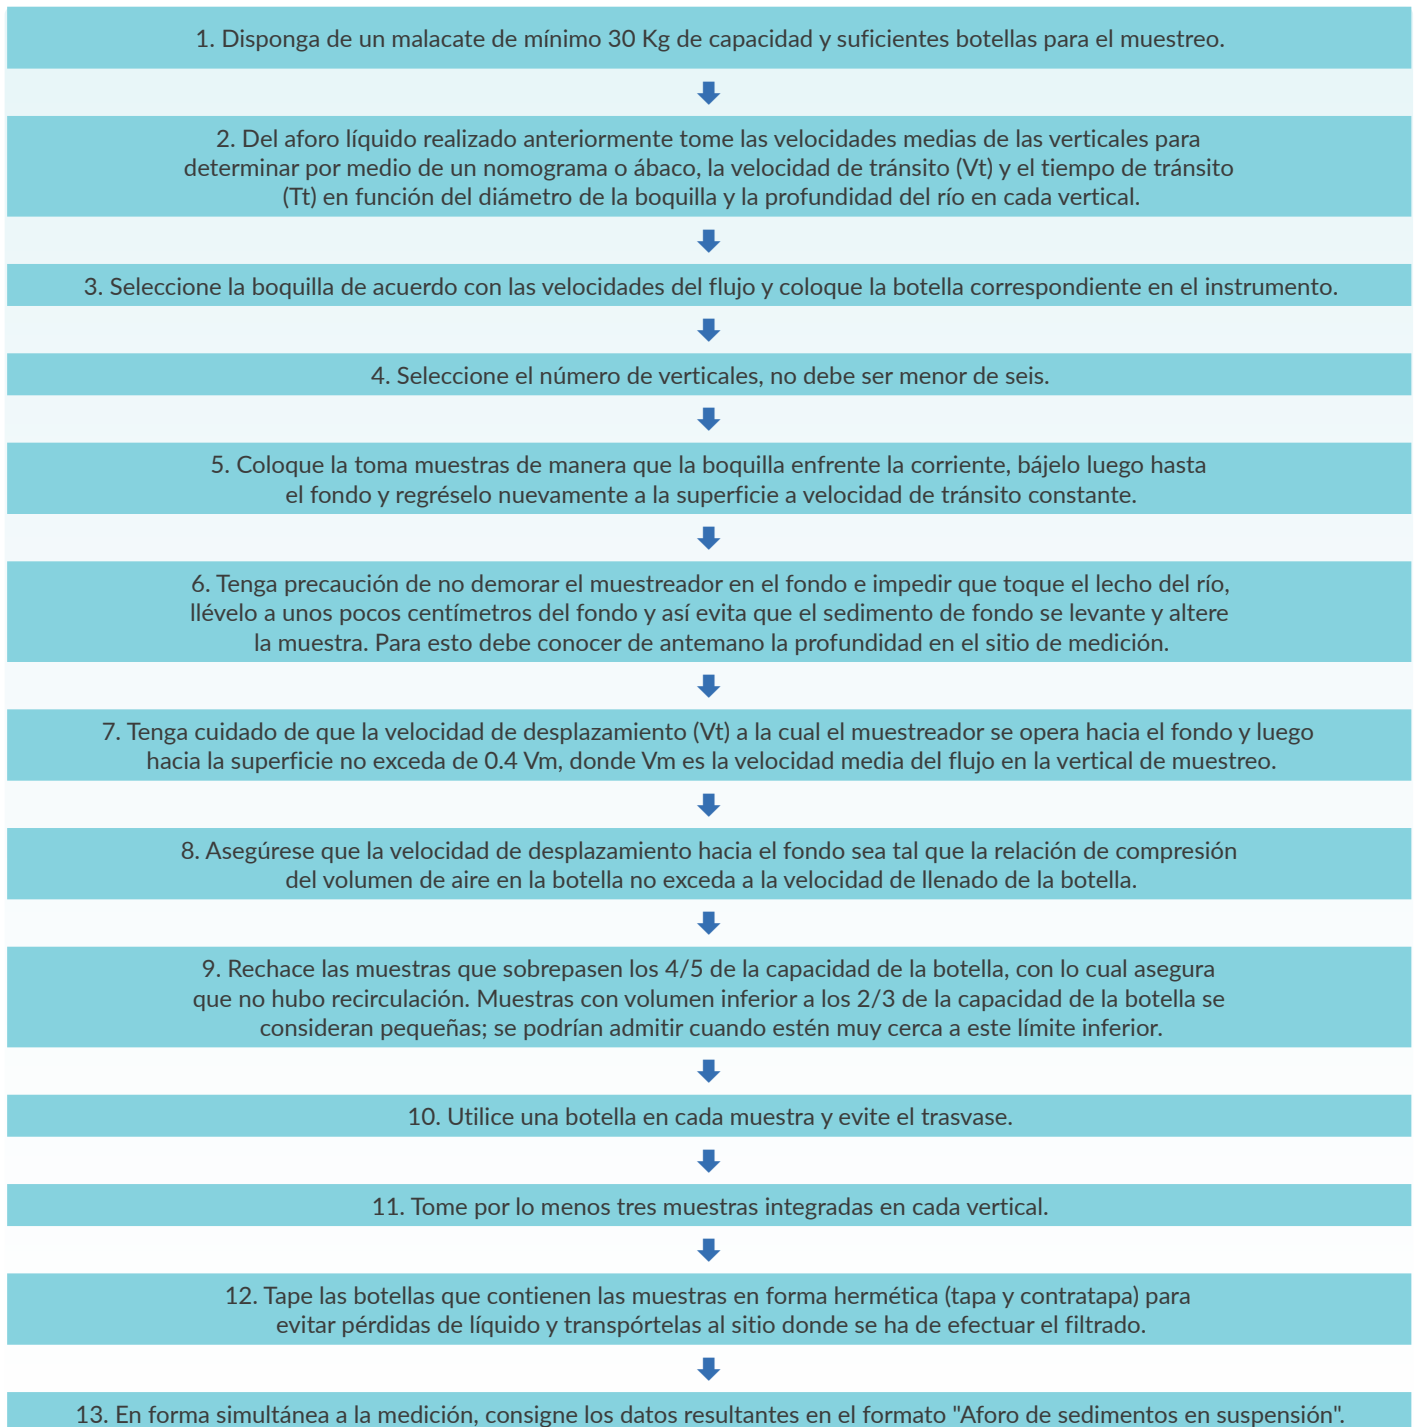 1. Disponga de un malacate de mínimo 30 Kg de capacidad y suficientes botellas para el muestreo.
2. Del aforo líquido realizado anteriormente tome las velocidades medias de las verticales para
determinar por medio de un nomograma o ábaco, la velocidad de tránsito (Vt) y el tiempo de tránsito
(Tt) en función del diámetro de la boquilla y la profundidad del río en cada vertical.
3. Seleccione la boquilla de acuerdo con las velocidades del flujo y coloque la botella correspondiente en el instrumento.
4. Seleccione el número de verticales, no debe ser menor de seis.
5. Coloque la toma muestras de manera que la boquilla enfrente la corriente, bájelo luego hasta
el fondo y regréselo nuevamente a la superficie a velocidad de tránsito constante.
6. Tenga precaución de no demorar el muestreador en el fondo e impedir que toque el lecho del río,
llévelo a unos pocos centímetros del fondo y así evita que el sedimento de fondo se levante y altere
la muestra. Para esto debe conocer de antemano la profundidad en el sitio de medición.
7. Tenga cuidado de que la velocidad de desplazamiento (Vt) a la cual el muestreador se opera hacia el fondo y luego
hacia la superficie no exceda de 0.4 Vm, donde Vm es la velocidad media del flujo en la vertical de muestreo.
8. Asegúrese que la velocidad de desplazamiento hacia el fondo sea tal que la relación de compresión
del volumen de aire en la botella no exceda a la velocidad de llenado de la botella.
9. Rechace las muestras que sobrepasen los 4/5 de la capacidad de la botella, con lo cual asegura
que no hubo recirculación. Muestras con volumen inferior a los 2/3 de la capacidad de la botella se
consideran pequeñas; se podrían admitir cuando estén muy cerca a este límite inferior.
10. Utilice una botella en cada muestra y evite el trasvase.
11. Tome por lo menos tres muestras integradas en cada vertical.
12. Tape las botellas que contienen las muestras en forma hermética (tapa y contratapa) para
evitar pérdidas de líquido y transpórtelas al sitio donde se ha de efectuar el filtrado.
13. En forma simultánea a la medición, consigne los datos resultantes en el formato "Aforo de sedimentos en suspensión".